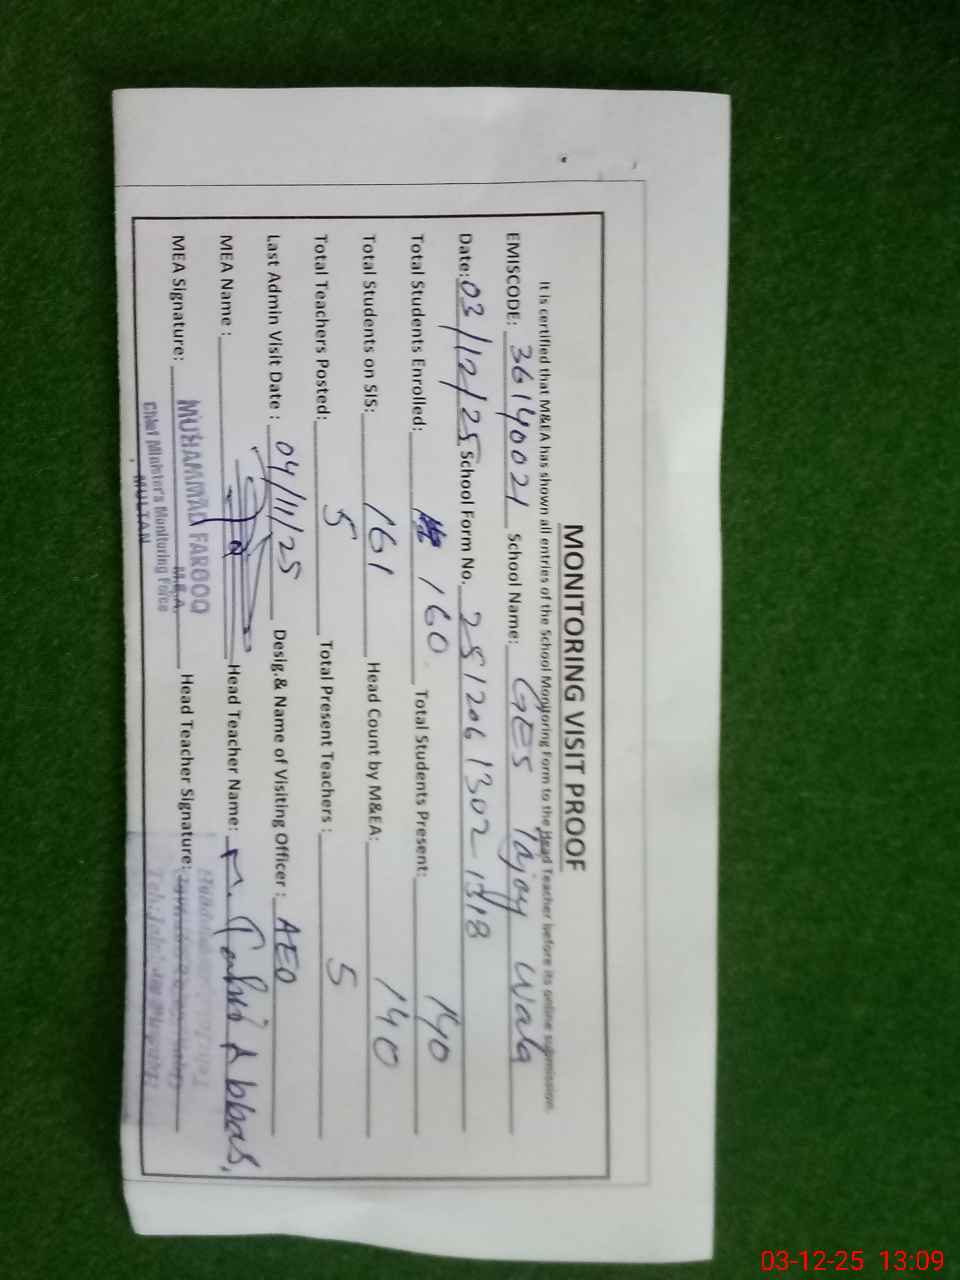 MONITORING VISIT PROOF
It is certified that M&EA has shown all entries of the School Monitoring Form to the Head Teacher before its online submission.
EMISCODE: 36140021 School Name: GES Tajoy Wala
Date: 03/12/25 School Form No. 2512061302 1318
Total Students Enrolled: 160 Total Students Present: 140
Total Students on SIS: 161 Head Count by M&EA: 140
Total Teachers Posted: 5 Total Present Teachers : 5
Last Admin Visit Date : 04/11/25 Desig.& Name of Visiting Officer : AEO
MEA Name : Head Teacher Name: Abbas.
MEA Signature: Head Teacher Signature:
MUHAMMAD FAROOQ
M.E.A.
Chief Minister's Monitoring Force
MULTAN
03-12-25 13:09